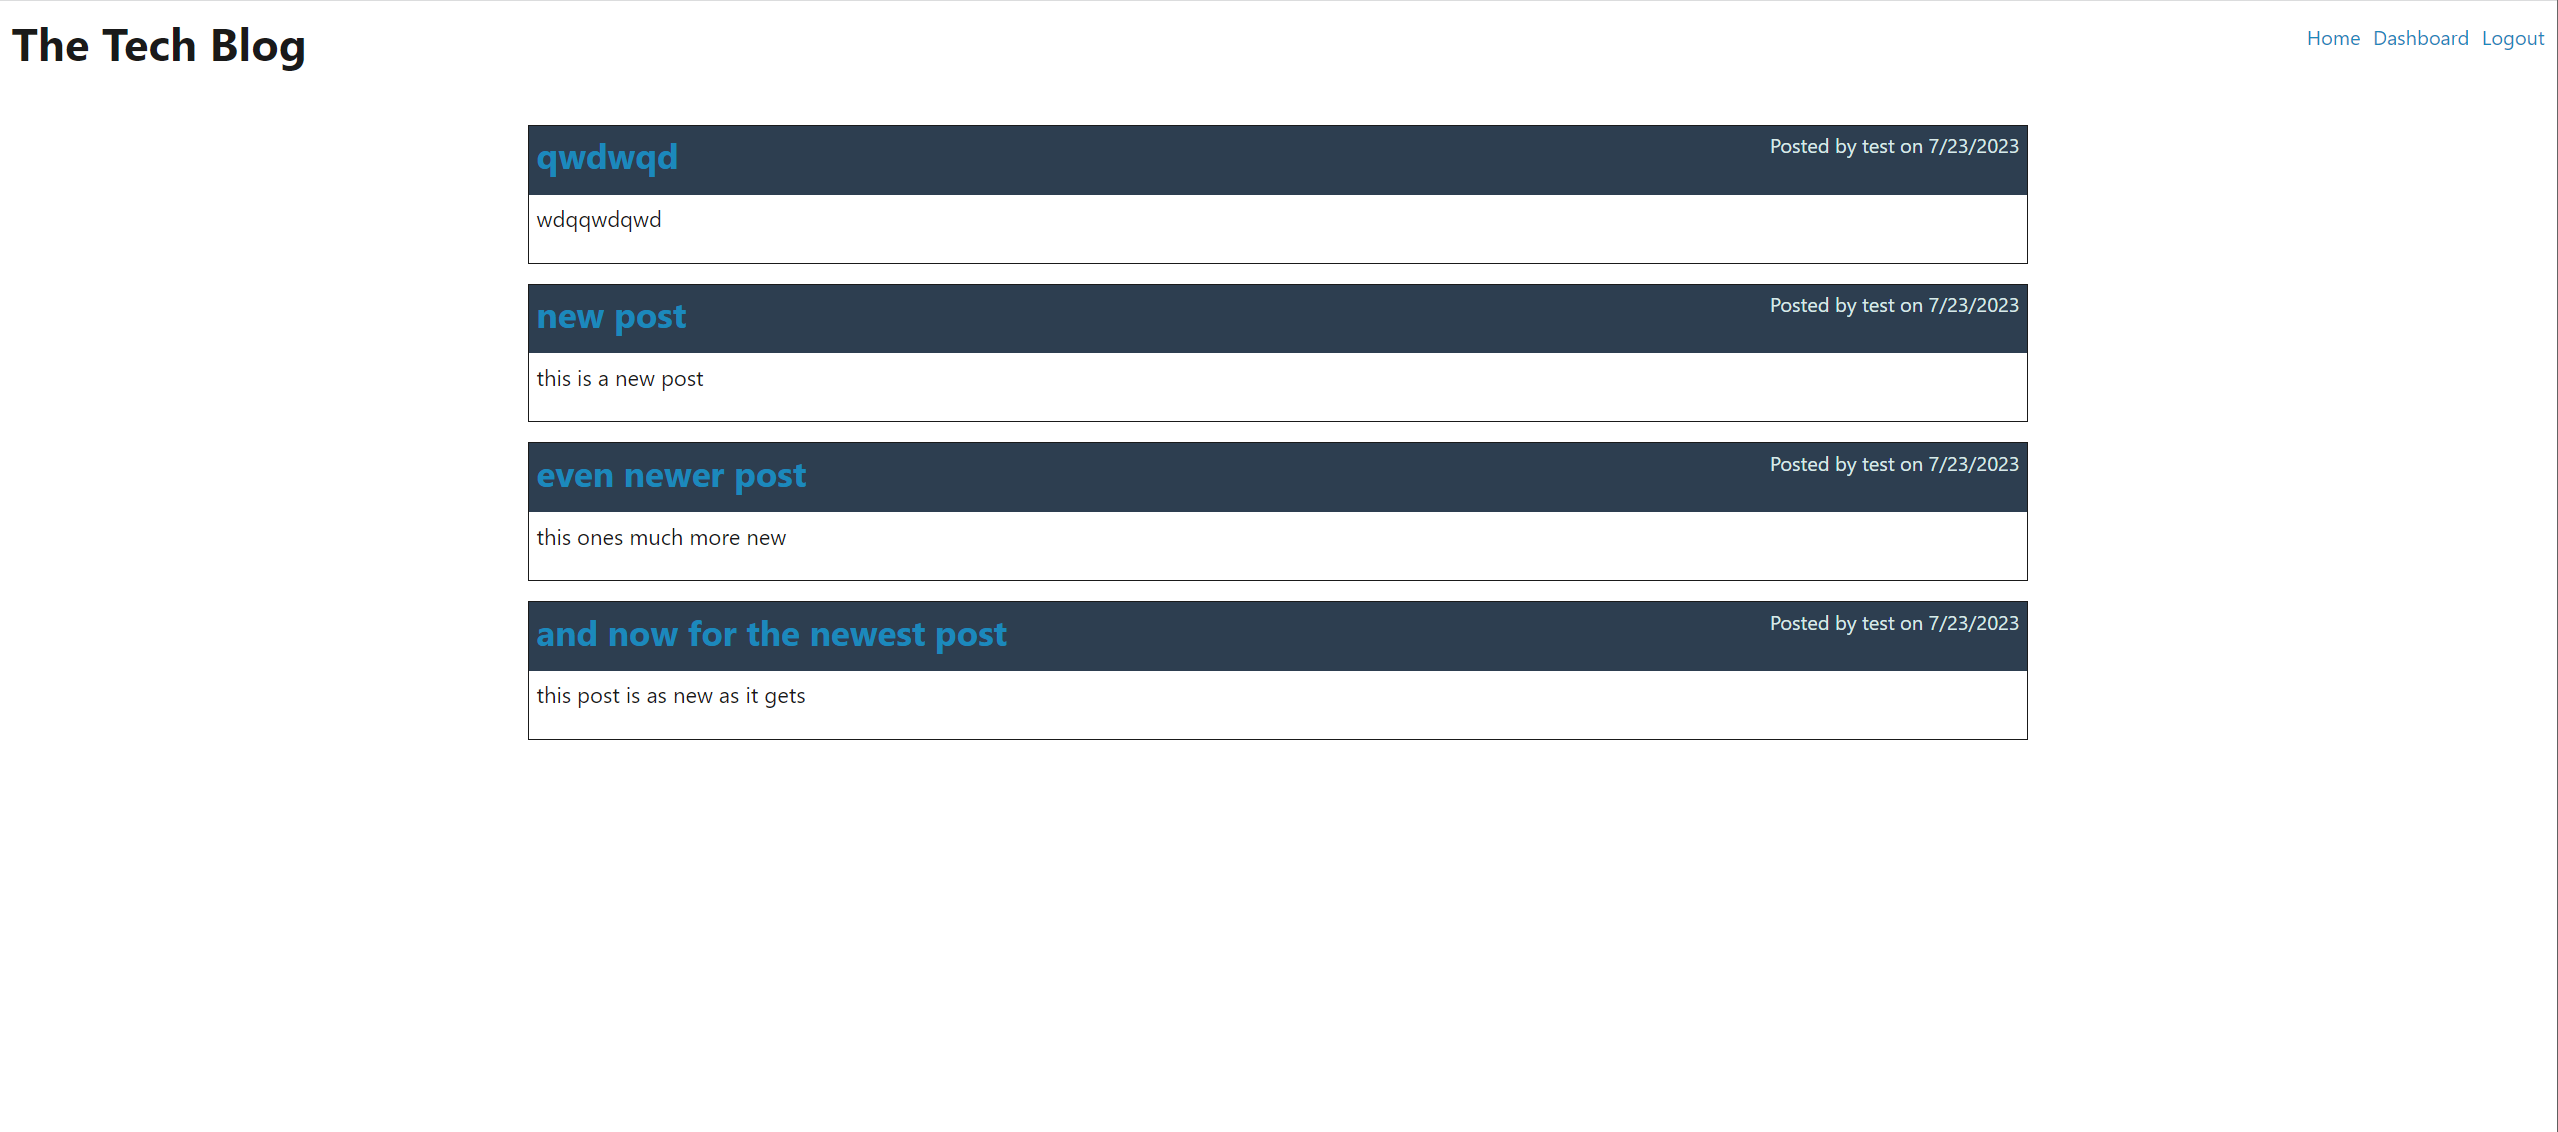 The Tech Blog
Home Dashboard Logout
qwdwqd
Posted by test on 7/23/2023
wdqqwdqwd
new post
Posted by test on 7/23/2023
this is a new post
even newer post
Posted by test on 7/23/2023
this ones much more new
and now for the newest post
Posted by test on 7/23/2023
this post is as new as it gets